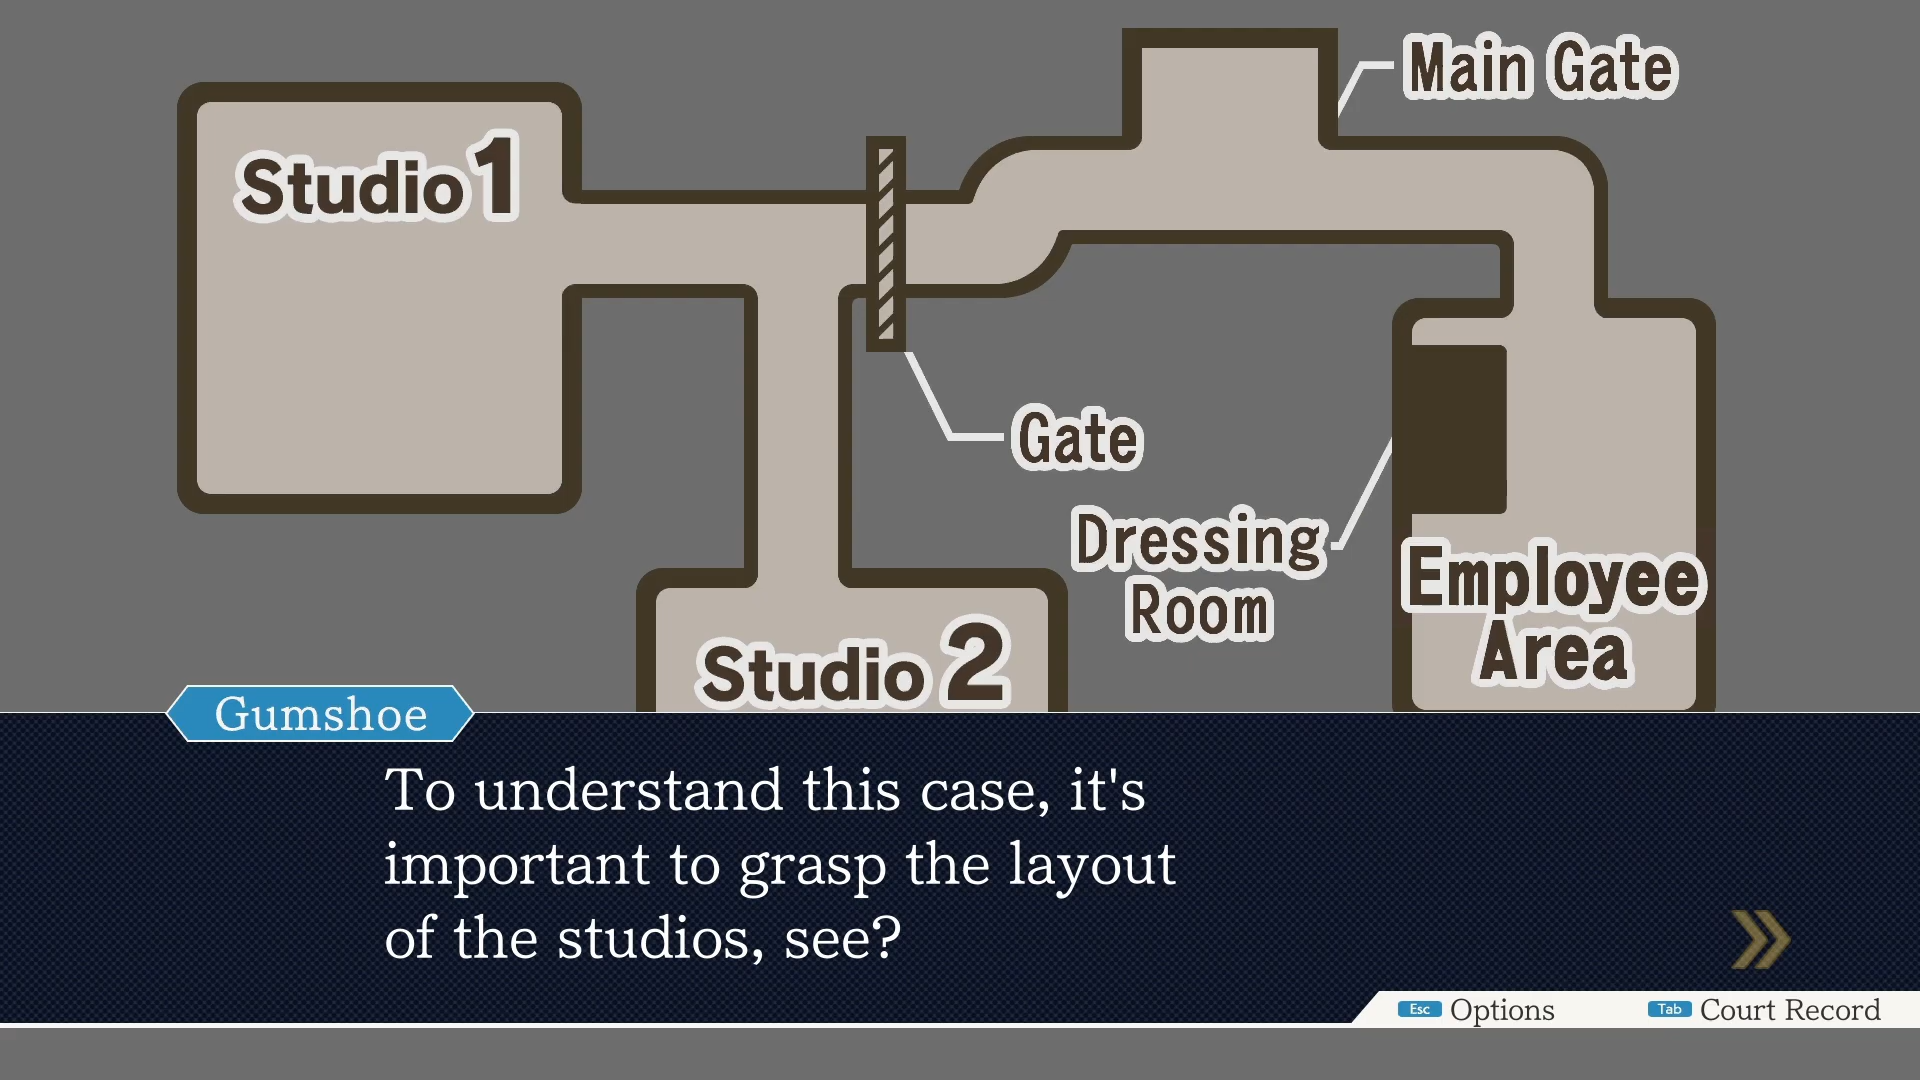 Main Gate
Studio 1
Gate
Dressing
Room
Employee
Area
Studio 2
Gumshoe
To understand this case, it's
important to grasp the layout
of the studios, see?
Esc Options
Tab Court Record